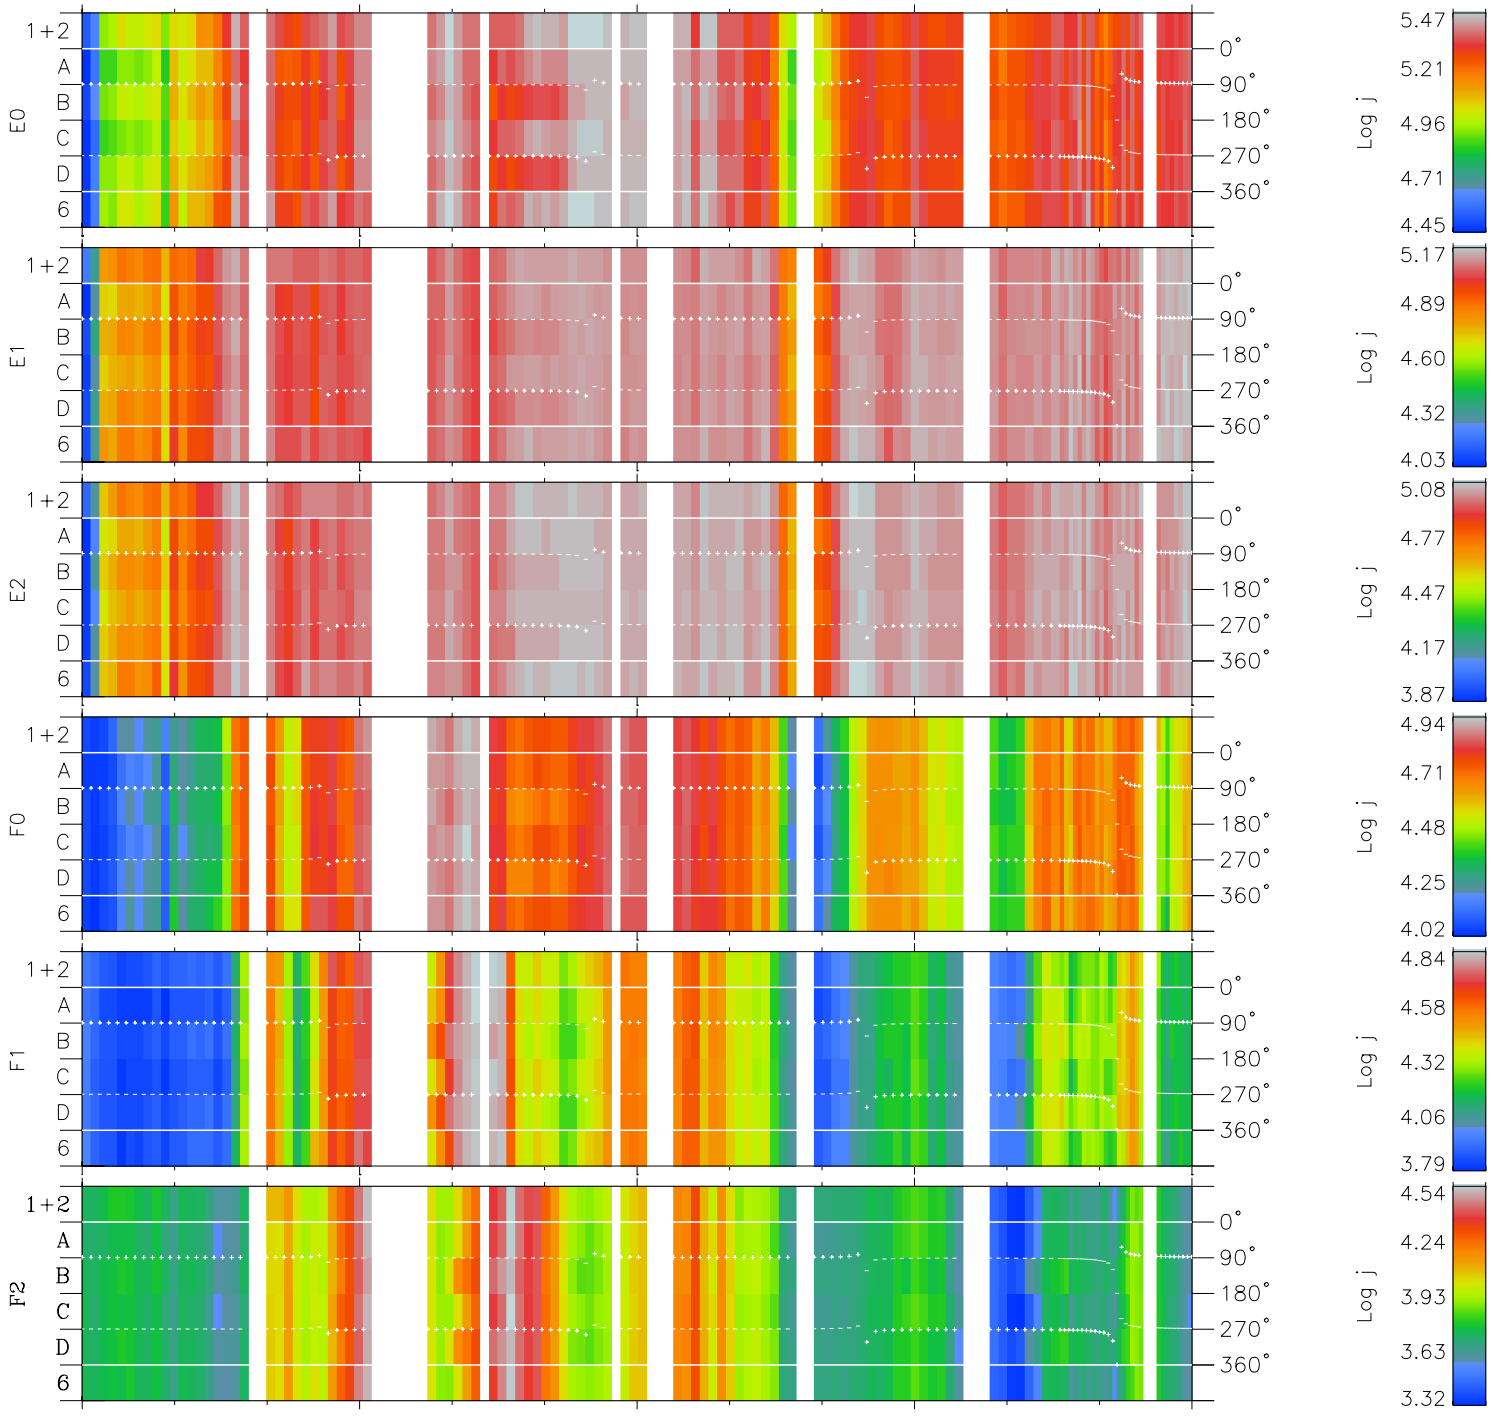 E0
1+2
A
B
C
D
6
0°
90°
180°
270°
360°
Log j
5.47
5.21
4.96
4.71
4.45
E1
1+2
A
B
C
D
6
0°
90°
180°
270°
360°
Log j
5.17
4.89
4.60
4.32
4.03
E2
1+2
A
B
C
D
6
0°
90°
180°
270°
360°
Log j
5.08
4.77
4.47
4.17
3.87
F0
1+2
A
B
C
D
6
0°
90°
180°
270°
360°
Log j
4.94
4.71
4.48
4.25
4.02
F1
1+2
A
B
C
D
6
0°
90°
180°
270°
360°
Log j
4.84
4.58
4.32
4.06
3.79
F2
1+2
A
B
C
D
6
0°
90°
180°
270°
360°
Log j
4.54
4.24
3.93
3.63
3.32